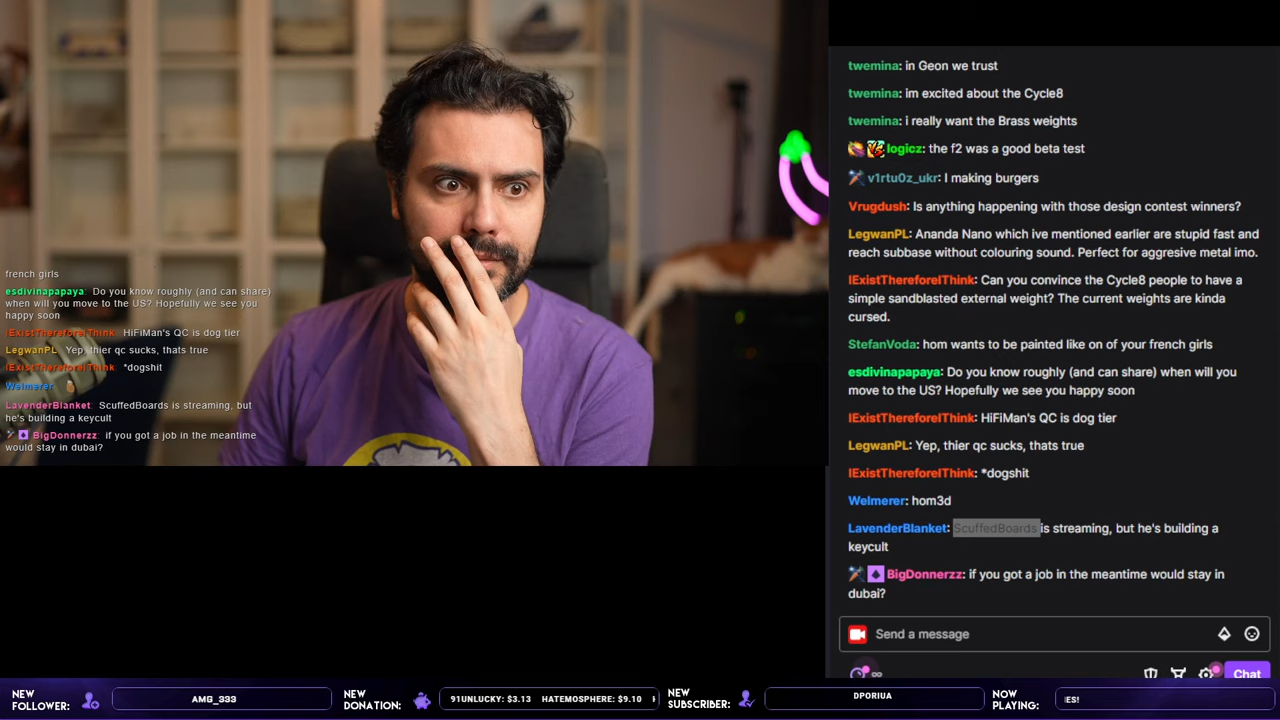 french girls
esdivinapapaya: Do you know roughly (and can share)
when will you move to the US? Hopefully we see you
happy soon
IExistThereforeIThink: HiFiMan's QC is dog tier
LegwanPL: Yep, thier qc sucks, thats true
IExistThereforeIThink: *dogshit
Welmerer:
LavenderBlanket: ScuffedBoards is streaming, but
he's building a keycult
BigDonnerzz: if you got a job in the meantime
would stay in dubai?
twemina: in Geon we trust
twemina: im excited about the Cycle8
twemina: i really want the Brass weights
logicz: the f2 was a good beta test
v1rtu0z_ukr: I making burgers
Vrugdush: Is anything happening with those design contest winners?
LegwanPL: Ananda Nano which ive mentioned earlier are stupid fast and
reach subbase without colouring sound. Perfect for aggresive metal imo.
IExistThereforeIThink: Can you convince the Cycle8 people to have a
simple sandblasted external weight? The current weights are kinda
cursed.
StefanVoda: hom wants to be painted like on of your french girls
esdivinapapaya: Do you know roughly (and can share) when will you
move to the US? Hopefully we see you happy soon
IExistThereforeIThink: HiFiMan's QC is dog tier
LegwanPL: Yep, thier qc sucks, thats true
IExistThereforeIThink: *dogshit
Welmerer: hom3d
LavenderBlanket: ScuffedBoards is streaming, but he's building a
keycult
BigDonnerzz: if you got a job in the meantime would stay in
dubai?
Send a message
Chat
NEW
FOLLOWER:
AMG_333
NEW
DONATION:
91UNLUCKY: $3.13 HATEMOSPHERE: $9.10
NEW
SUBSCRIBER:
DPORIUA
NOW
PLAYING:
ES!